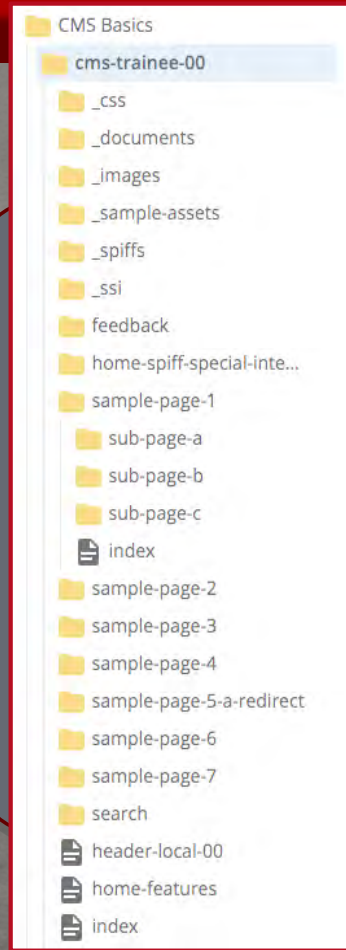 CMS Basics
cms-trainee-00
_css
_documents
_images
_sample-assets
_spiffs
_ssi
feedback
home-spiff-special-inte...
sample-page-1
sub-page-a
sub-page-b
sub-page-c
index
sample-page-2
sample-page-3
sample-page-4
sample-page-5-a-redirect
sample-page-6
sample-page-7
search
header-local-00
home-features
index